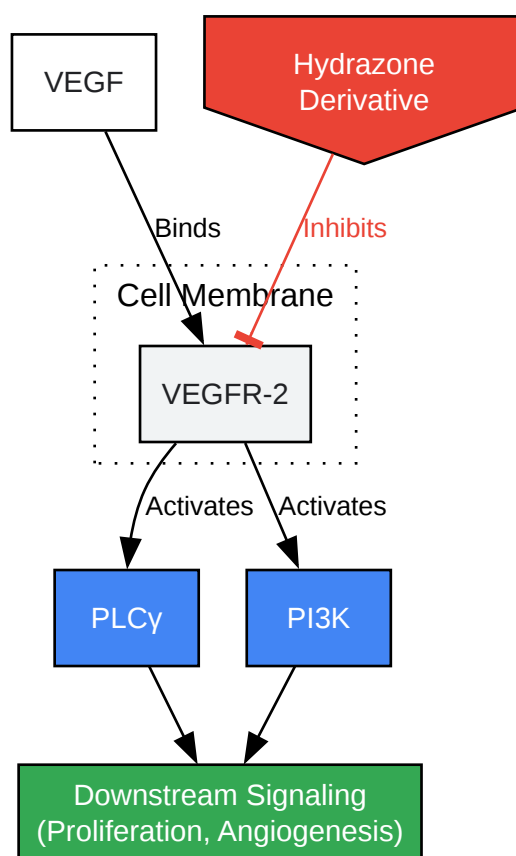 VEGF
Hydrazone
Derivative
Binds
Inhibits
Cell Membrane
VEGFR-2
Activates
Activates
PLCγ
PI3K
Downstream Signaling
(Proliferation, Angiogenesis)